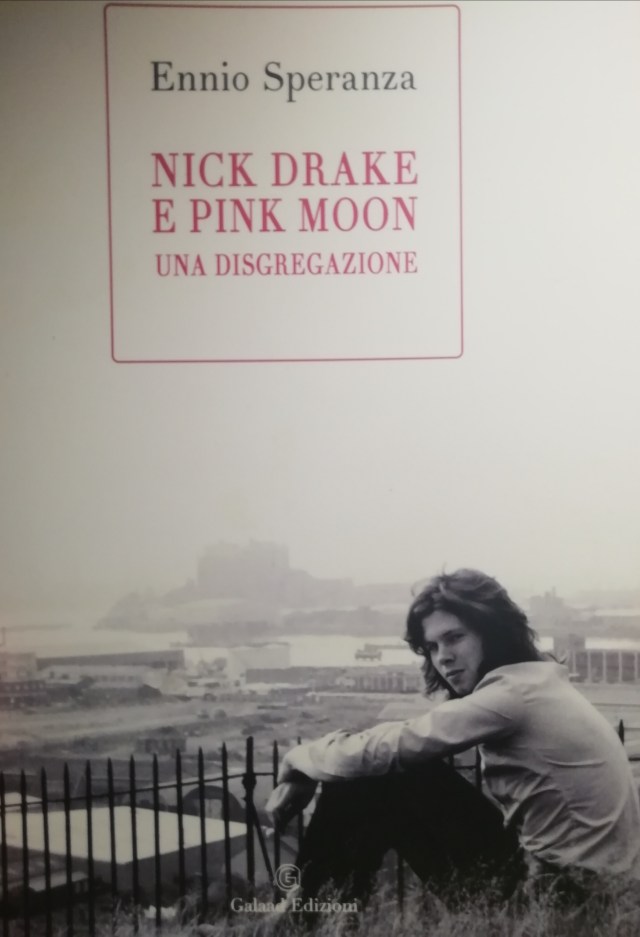 Ennio Speranza
NICK DRAKE
E PINK MOON
UNA DISGREGAZIONE
G
Galaad Edizioni